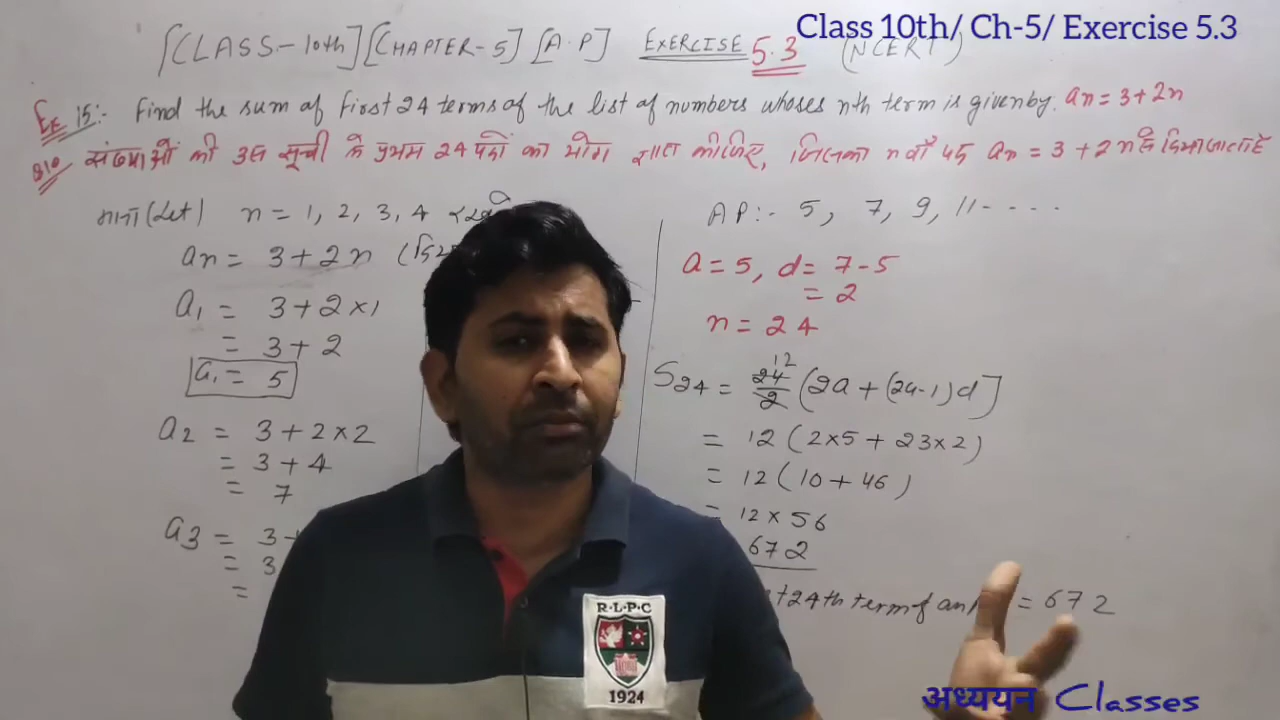 Class 10th/ Ch-5/ Exercise 5.3
[CLASS-10th] [CHAPTER-5] [A.P] EXERCISE 5.3 (NCERT)
Ex 15:- Find the sum of first 24 terms of the list of numbers whoses nth term is given by. an = 3+2n
संख्याओं की उस सूची के प्रथम 24 पदों का योग ज्ञात कीजिए, जिसका n वाँ पद an = 3 + 2n से दिया जाता है
माना (Let) n = 1, 2, 3, 4 रखने
an = 3 + 2n
a1 = 3 + 2 × 1
= 3 + 2
a1 = 5
a2 = 3 + 2 × 2
= 3 + 4
= 7
a3 = 3
= 3
=
AP:- 5, 7, 9, 11 - - - -
a = 5, d = 7 - 5
= 2
n = 24
12
S24 = 24/2 (2a + (24-1)d]
= 12 (2×5 + 23×2)
= 12 (10 + 46)
= 12 × 56
672
24th term of an = 672
R·L·P·C
1924
अध्ययन Classes